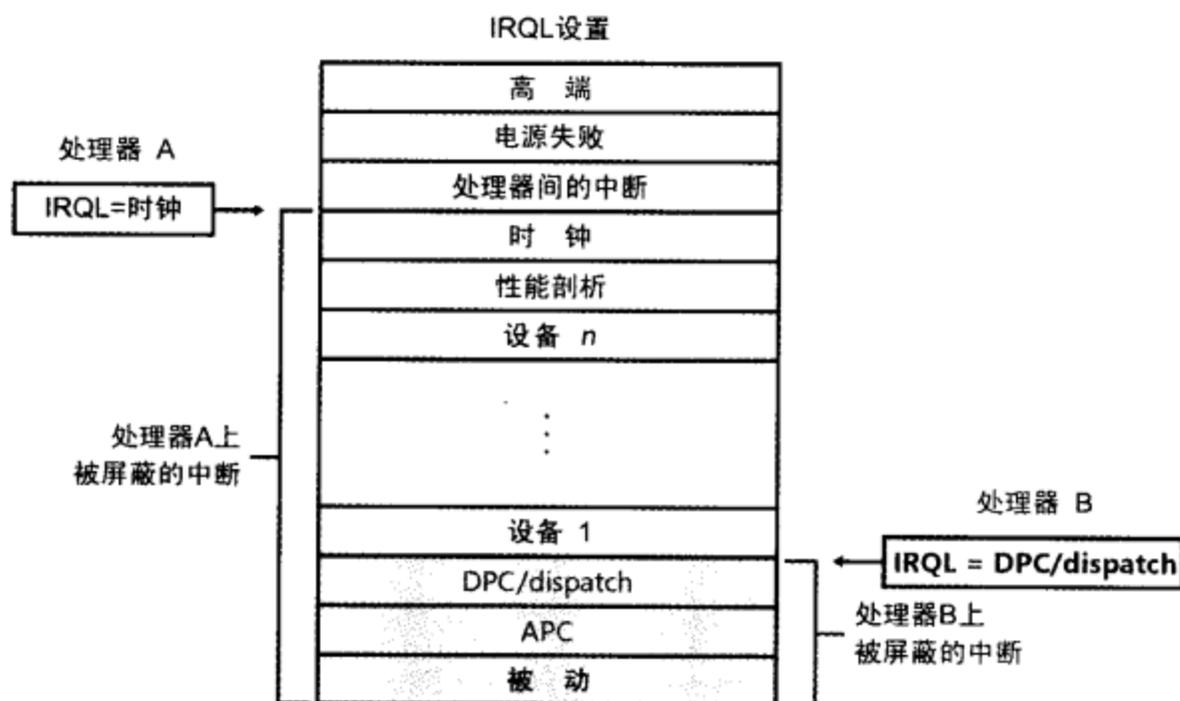 IRQL设置
高 端
电源失败
处理器 A
处理器间的中断
IRQL=时钟
时 钟
性能剖析
设备 n
处理器A上
被屏蔽的中断
处理器 B
设备 1
IRQL = DPC/dispatch
DPC/dispatch
处理器B上
被屏蔽的中断
APC
被 动